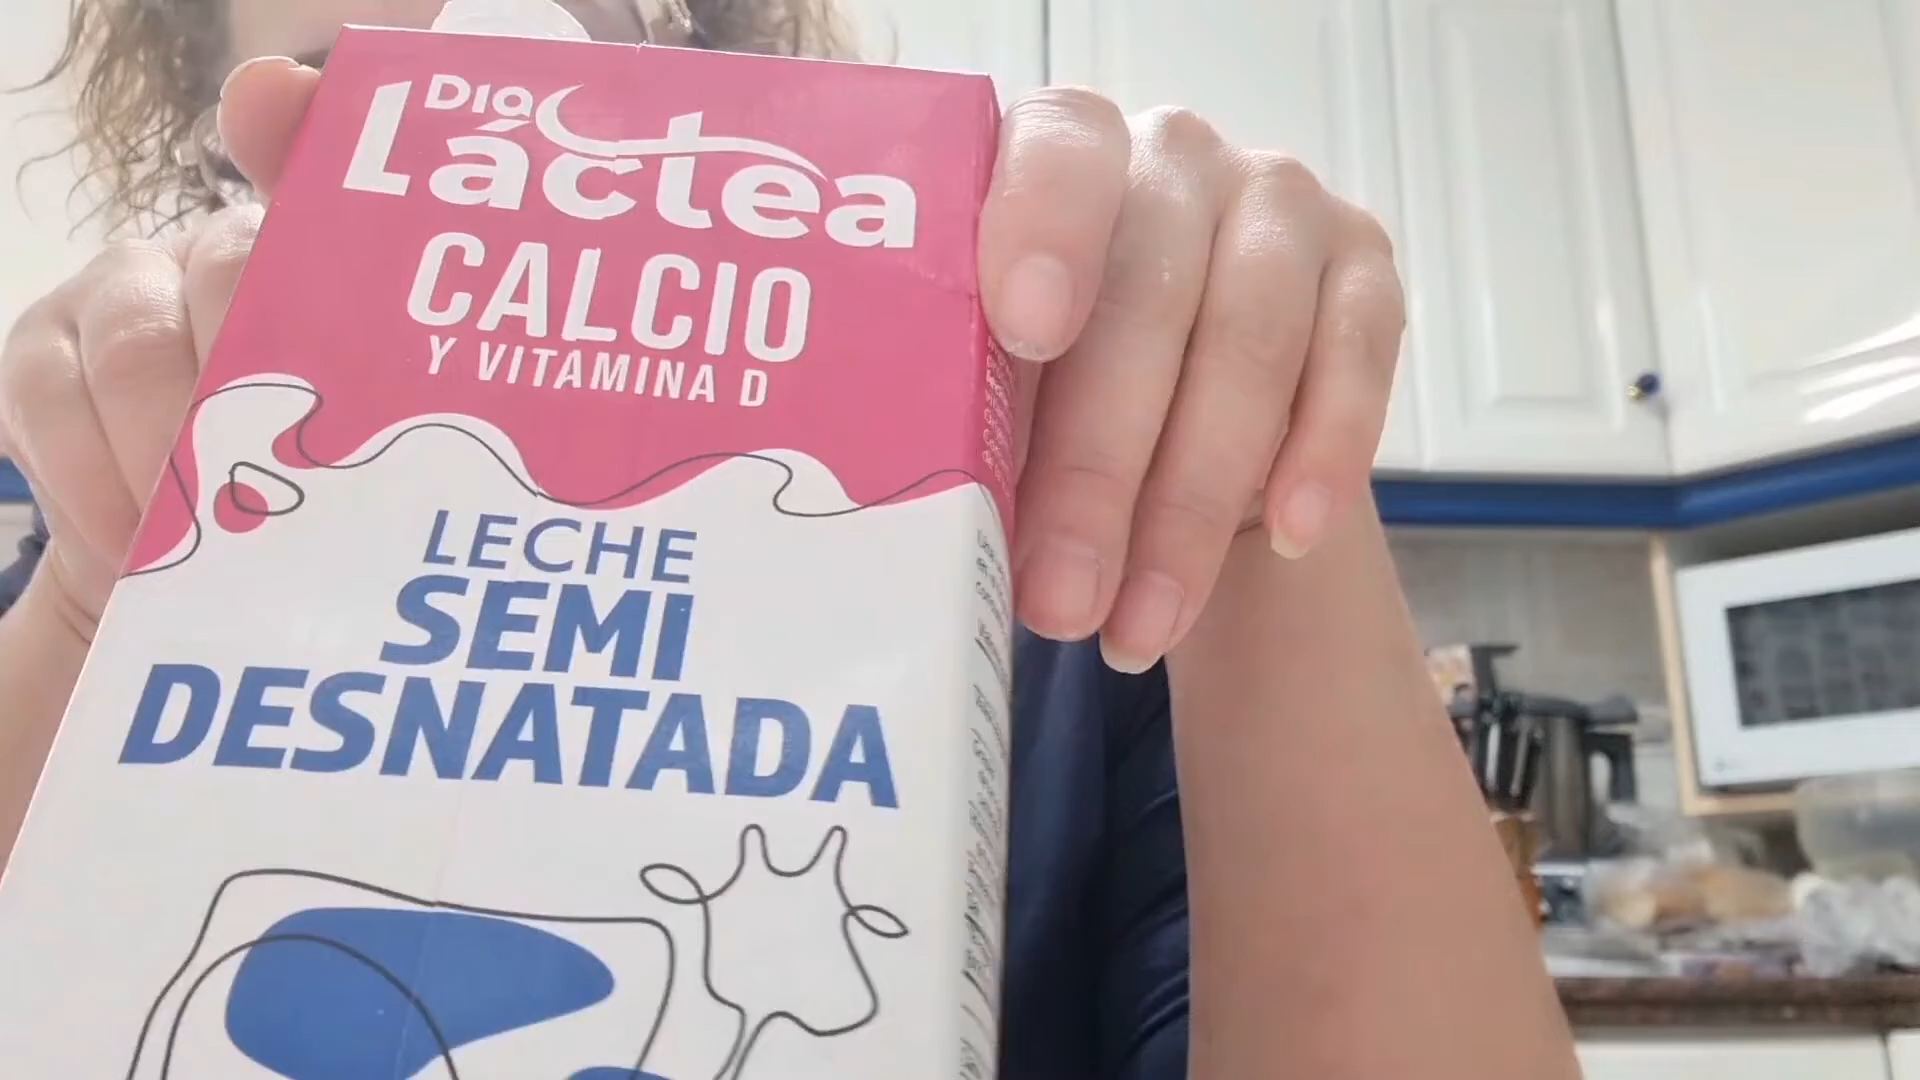 Dia
Láctea
CALCIO
Y VITAMINA D
LECHE
SEMI
DESNATADA